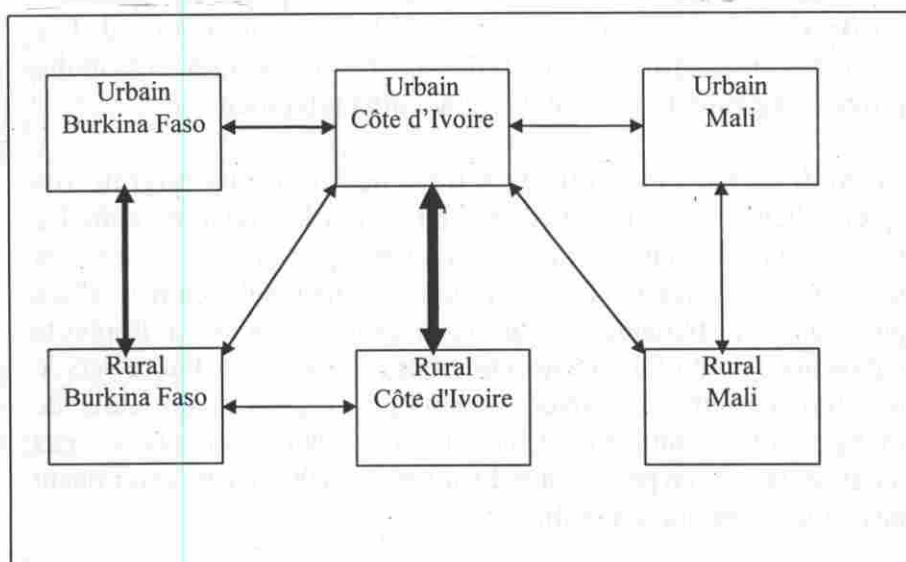 Urbain
Burkina Faso
Urbain
Côte d’Ivoire
Urbain
Mali
Rural
Burkina Faso
Rural
Côte d'Ivoire
Rural
Mali